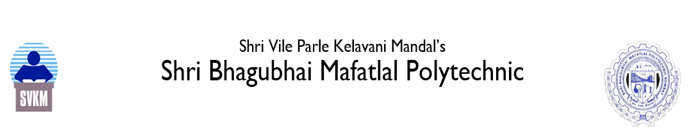 Shri Vile Parle Kelavani Mandal's
Shri Bhagubhai Mafatlal Polytechnic
SVKM